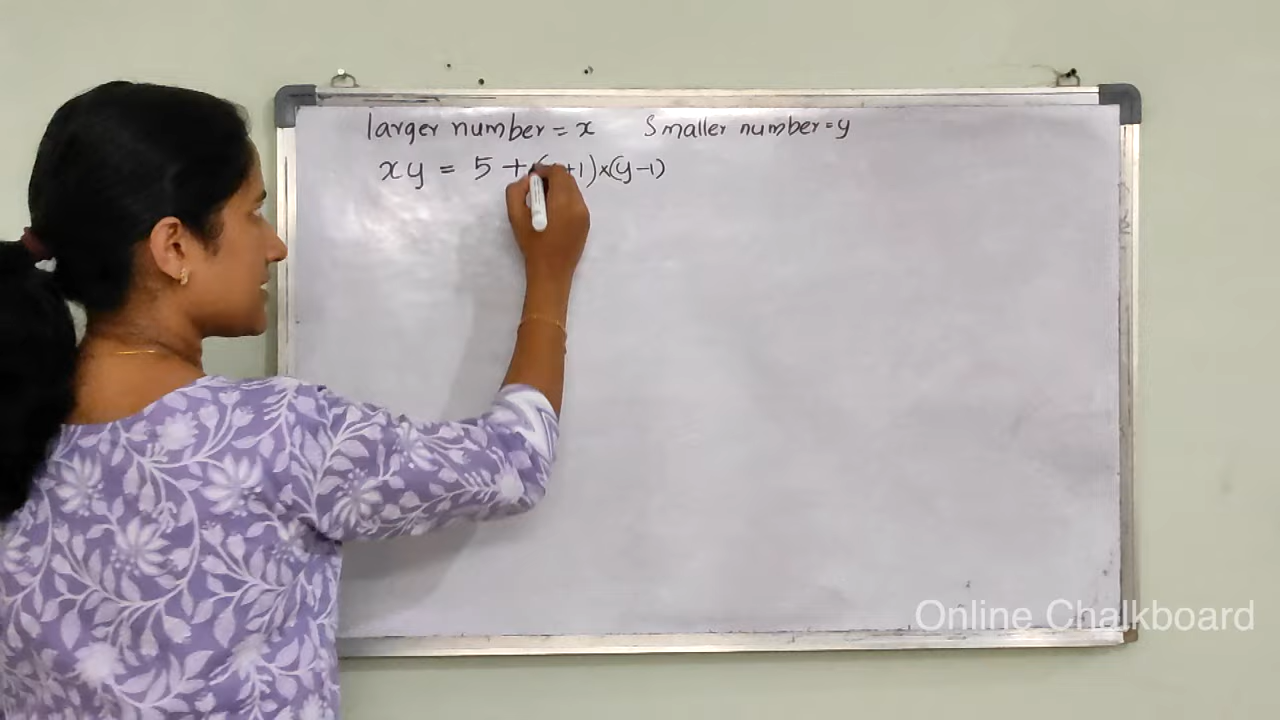 larger number = x Smaller number = y
xy = 5 + ( +1)×(y-1)
Online Chalkboard